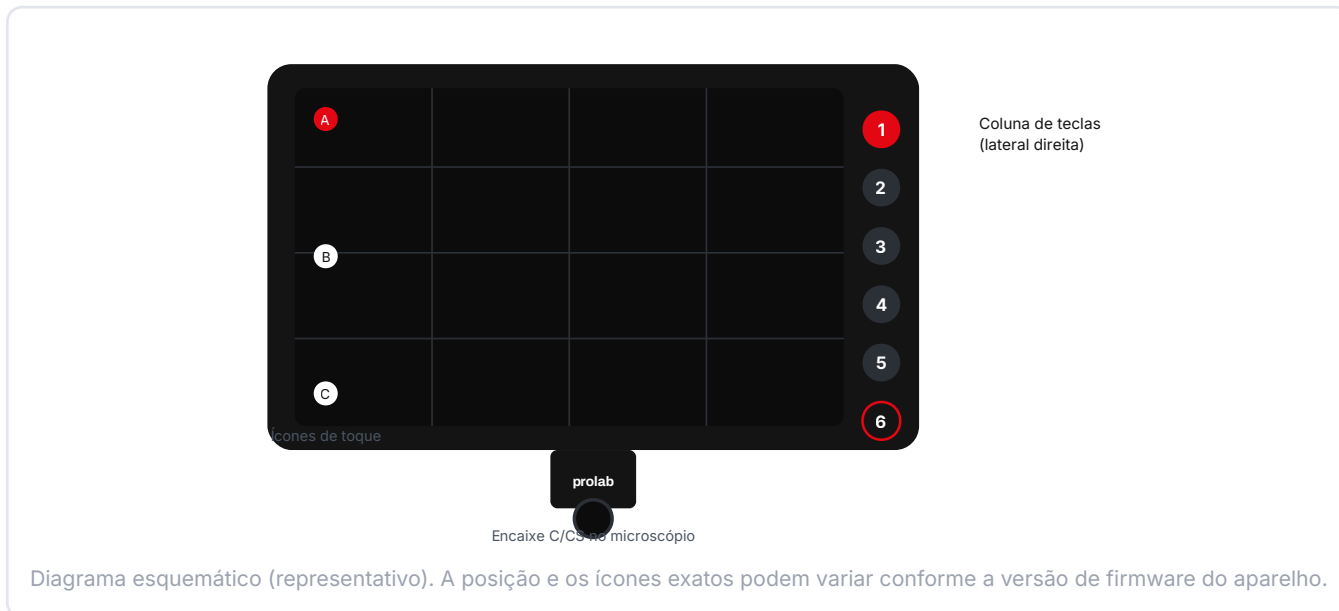 A
1
Coluna de teclas
(lateral direita)
2
3
B
4
5
C
6
Ícones de toque
prolab
Encaixe C/CS no microscópio
Diagrama esquemático (representativo). A posição e os ícones exatos podem variar conforme a versão de firmware do aparelho.